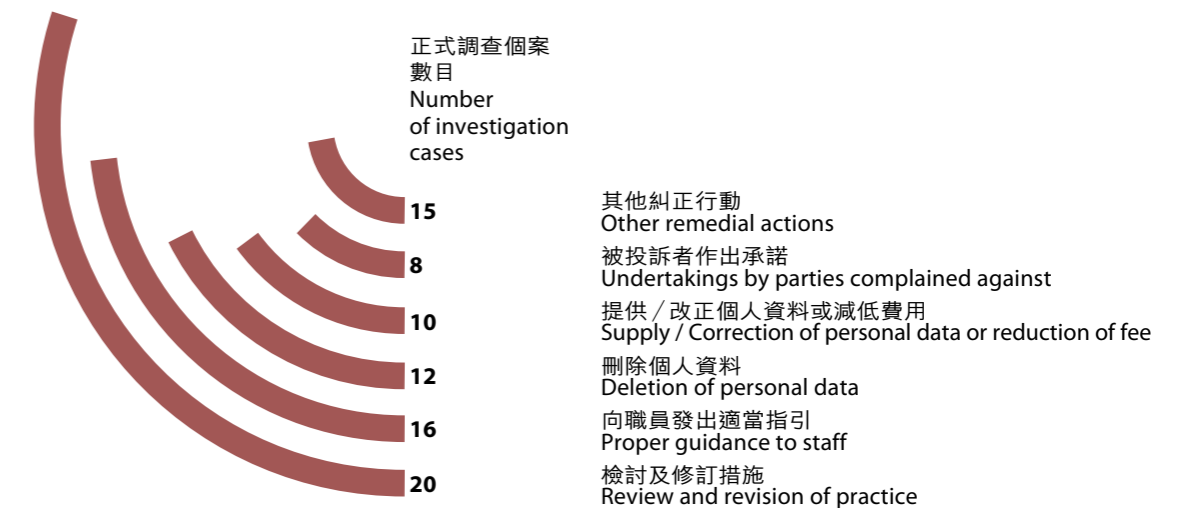 正式調查個案
數目
Number
of investigation
cases
15
其他糾正行動
Other remedial actions
8
被投訴者作出承諾
Undertakings by parties complained against
10
提供／改正個人資料或減低費用
Supply / Correction of personal data or reduction of fee
12
刪除個人資料
Deletion of personal data
16
向職員發出適當指引
Proper guidance to staff
20
檢討及修訂措施
Review and revision of practice